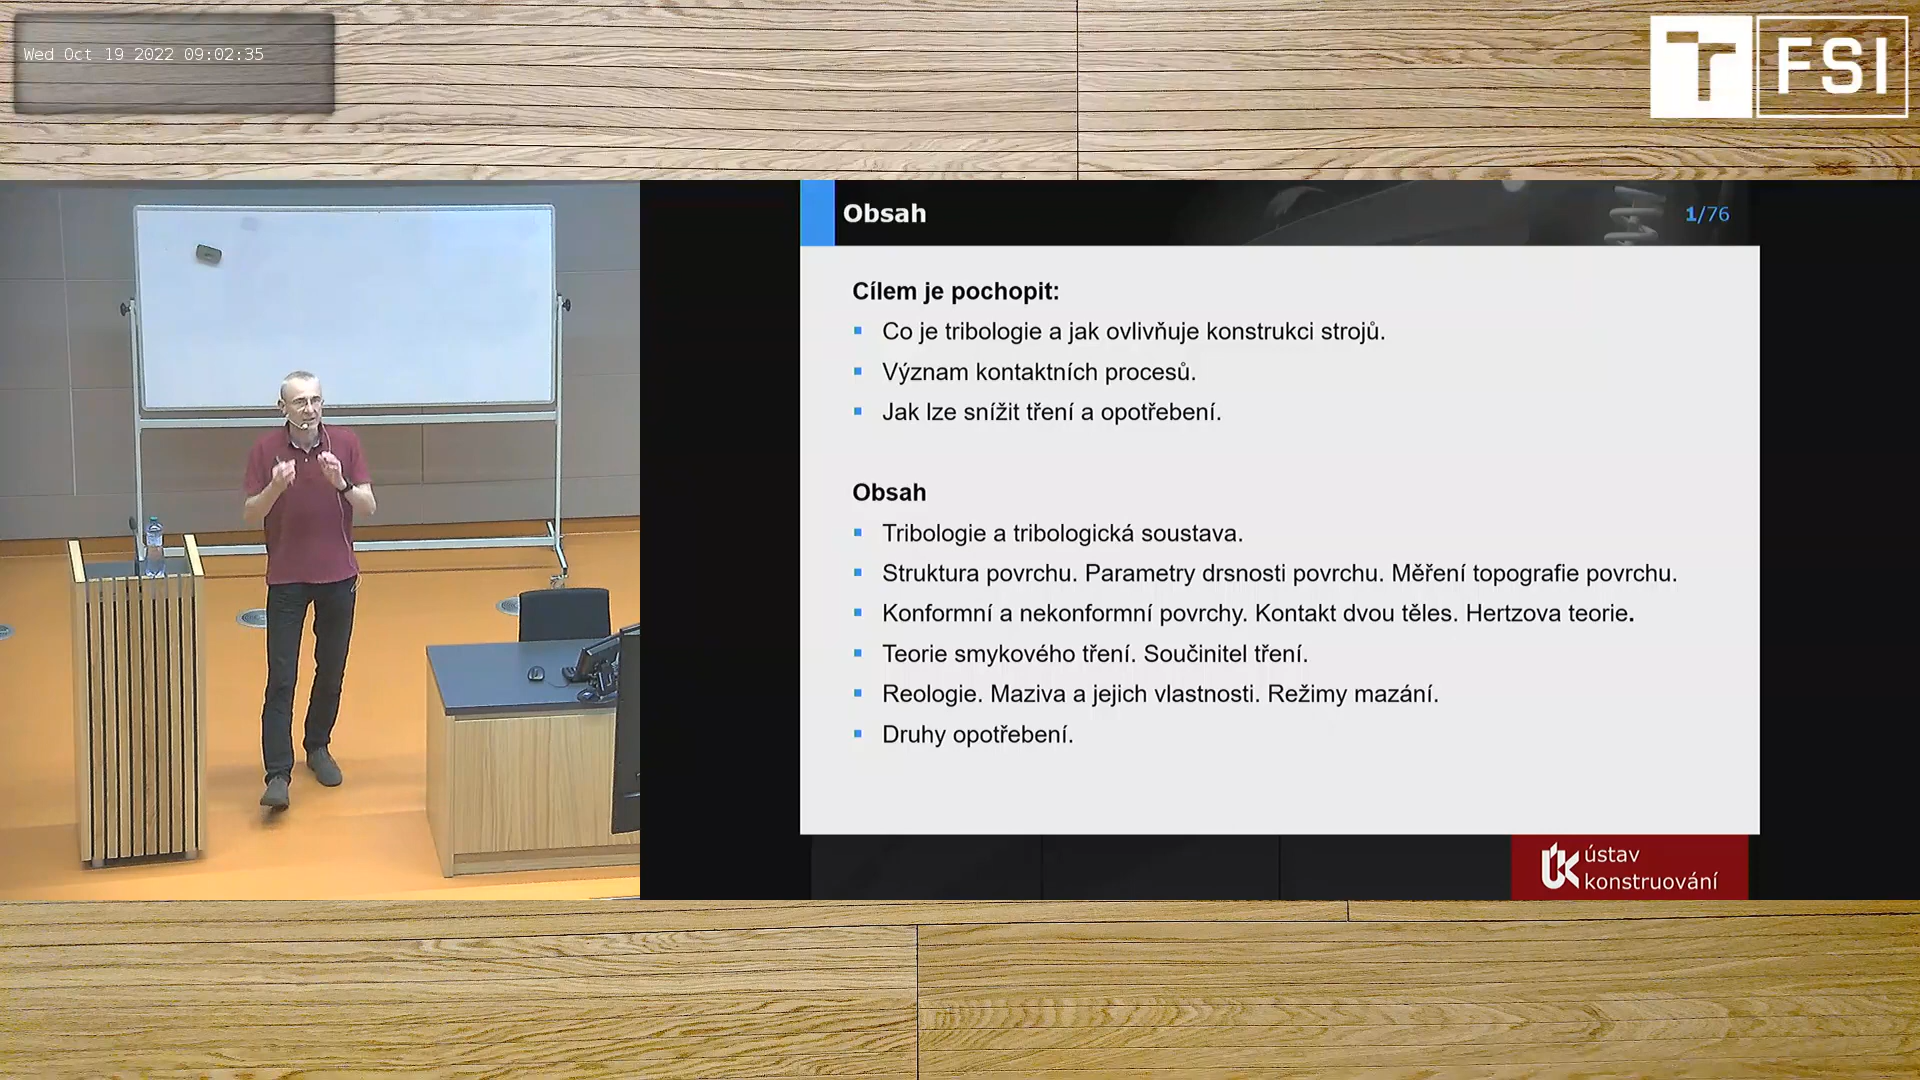 Wed Oct 19 2022 09:02:35
FSI
Obsah
1/76
Cílem je pochopit:
Co je tribologie a jak ovlivňuje konstrukci strojů.
Význam kontaktních procesů.
Jak lze snížit tření a opotřebení.
Obsah
Tribologie a tribologická soustava.
Struktura povrchu. Parametry drsnosti povrchu. Měření topografie povrchu.
Konformní a nekonformní povrchy. Kontakt dvou těles. Hertzova teorie.
Teorie smykového tření. Součinitel tření.
Reologie. Maziva a jejich vlastnosti. Režimy mazání.
Druhy opotřebení.
ÚK ústav
konstruování